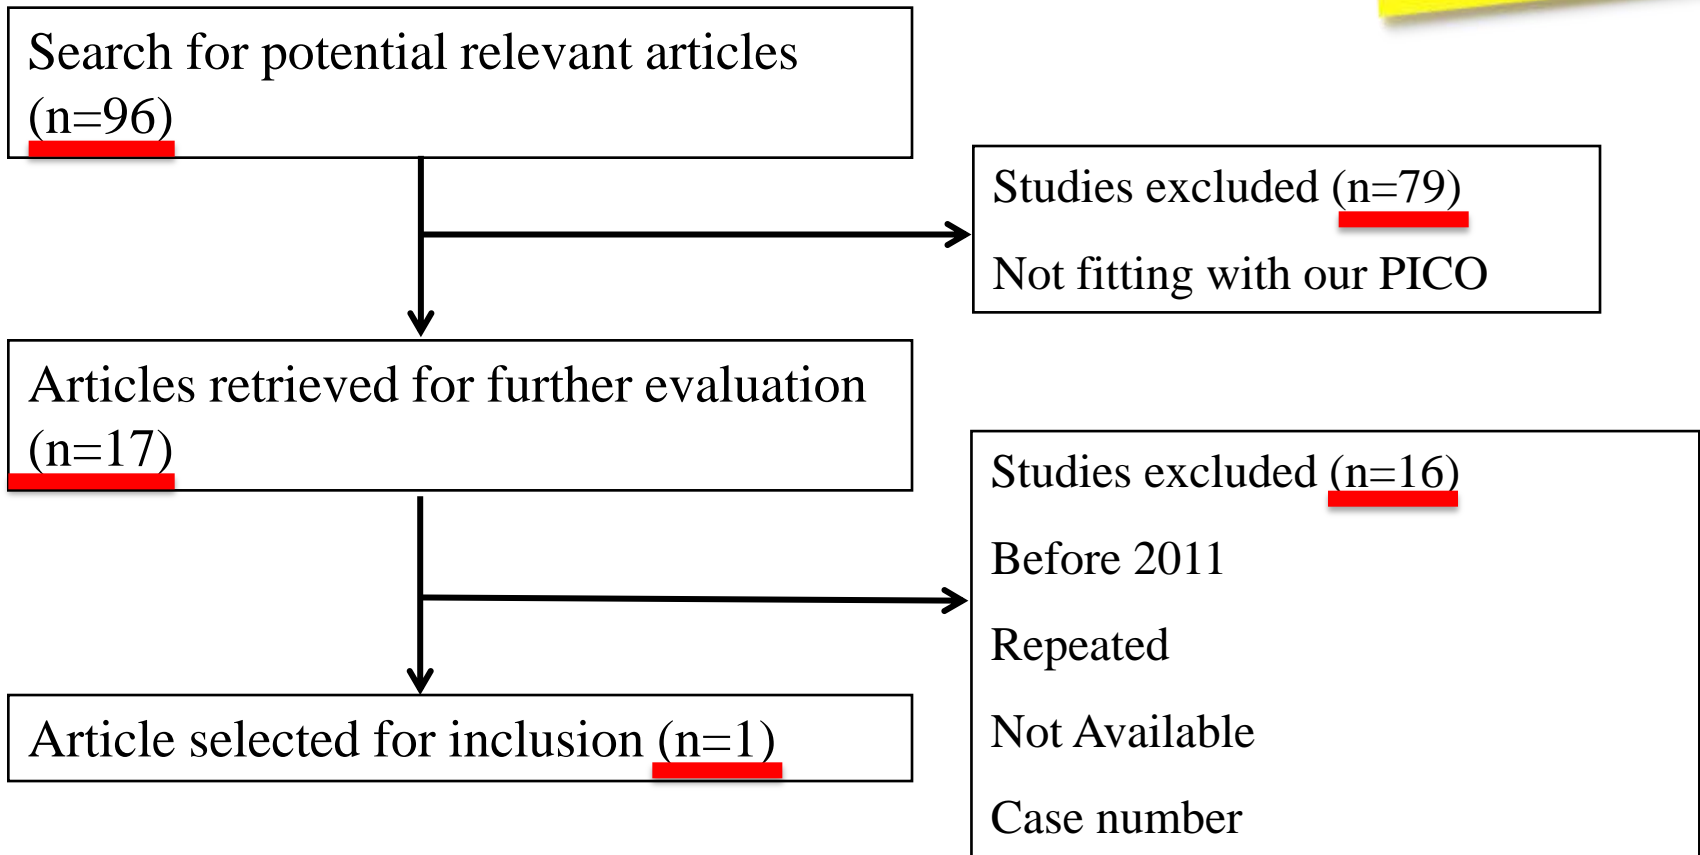 Search for potential relevant articles
(n=96)
Studies excluded (n=79)
Not fitting with our PICO
Articles retrieved for further evaluation
(n=17)
Studies excluded (n=16)
Before 2011
Repeated
Not Available
Case number
Article selected for inclusion (n=1)